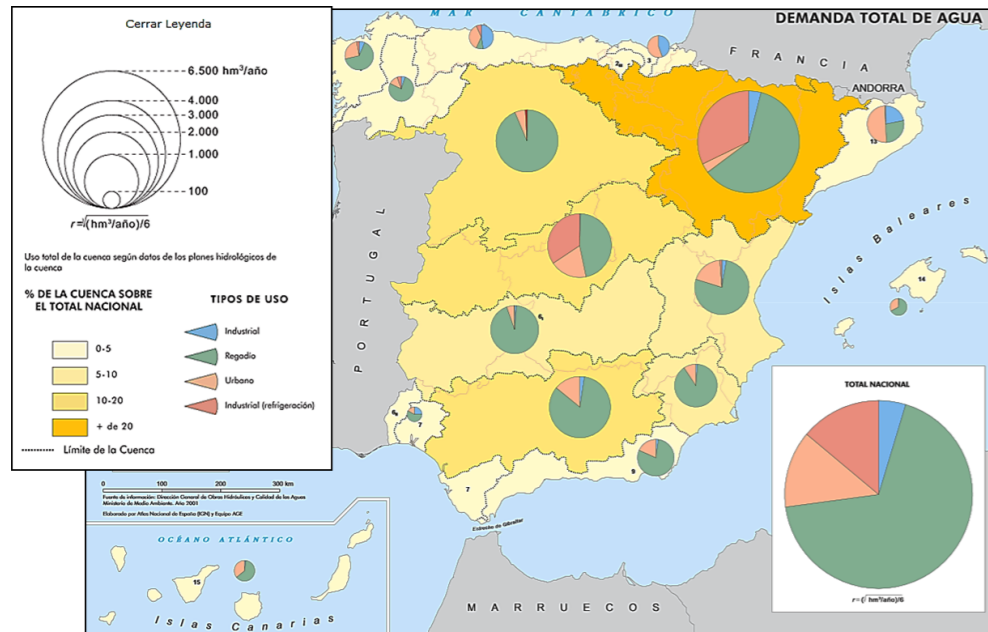 Cerrar Leyenda
6.500 hm³/año
4.000
3.000
2.000
1.000
100
r=√(hm³/año)/6
Uso total de la cuenca según datos de los planes hidrológicos de
la cuenca
% DE LA CUENCA SOBRE
EL TOTAL NACIONAL
0-5
5-10
10-20
+ de 20
Límite de la Cuenca
TIPOS DE USO
Industrial
Regadío
Urbano
Industrial (refrigeración)
MAR CANTÁBRICO
DEMANDA TOTAL DE AGUA
FRANCIA
ANDORRA
PORTUGAL
Islas Baleares
3
13
14
7
9
7
TOTAL NACIONAL
r=(√hm³/año)/6
0 100 200 300 km
Fuente de información: Dirección General de Obras Hidráulicas y Calidad de las Aguas
Ministerio de Medio Ambiente. Año 2001
Elaborado por Atlas Nacional de España (IGN) y Equipo AGE
Estrecho de Gibraltar
OCÉANO ATLÁNTICO
15
Islas Canarias
MARRUECOS